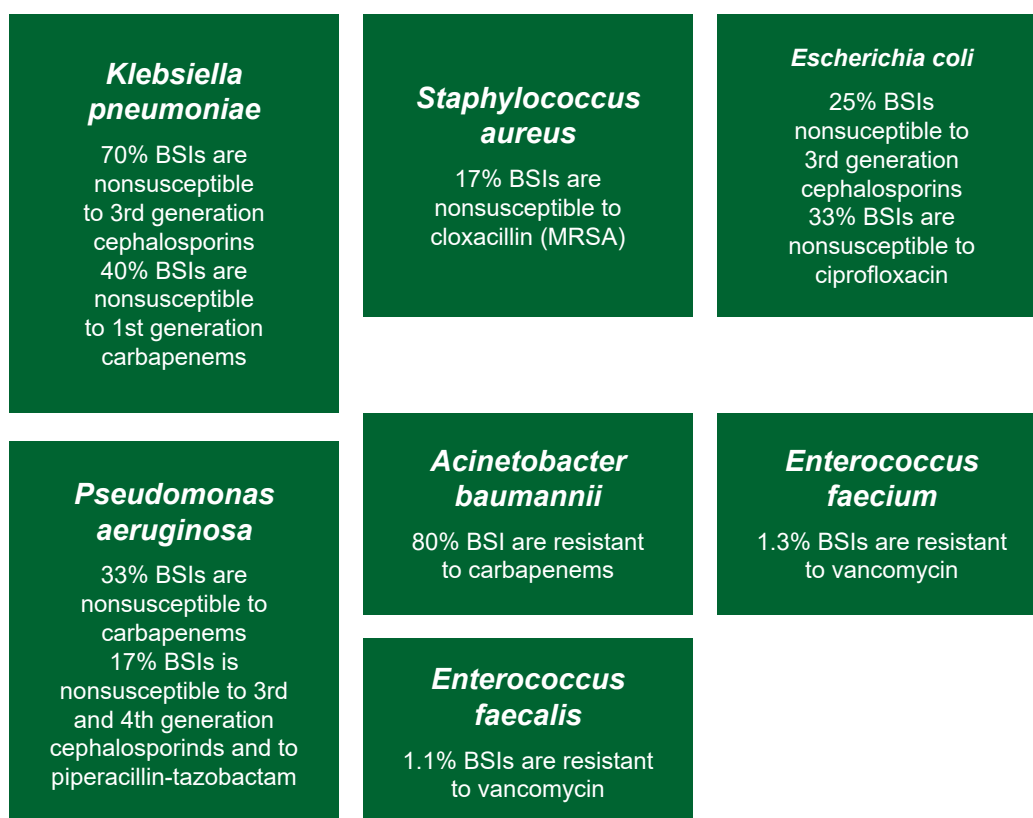 Klebsiella
pneumoniae
70% BSIs are
nonsusceptible
to 3rd generation
cephalosporins
40% BSIs are
nonsusceptible
to 1st generation
carbapenems
Staphylococcus
aureus
17% BSIs are
nonsusceptible to
cloxacillin (MRSA)
Escherichia coli
25% BSIs
nonsuceptible to
3rd generation
cephalosporins
33% BSIs are
nonsusceptible to
ciprofloxacin
Pseudomonas
aeruginosa
33% BSIs are
nonsusceptible to
carbapenems
17% BSIs is
nonsusceptible to 3rd
and 4th generation
cephalosporinds and to
piperacillin-tazobactam
Acinetobacter
baumannii
80% BSI are resistant
to carbapenems
Enterococcus
faecium
1.3% BSIs are resistant
to vancomycin
Enterococcus
faecalis
1.1% BSIs are resistant
to vancomycin